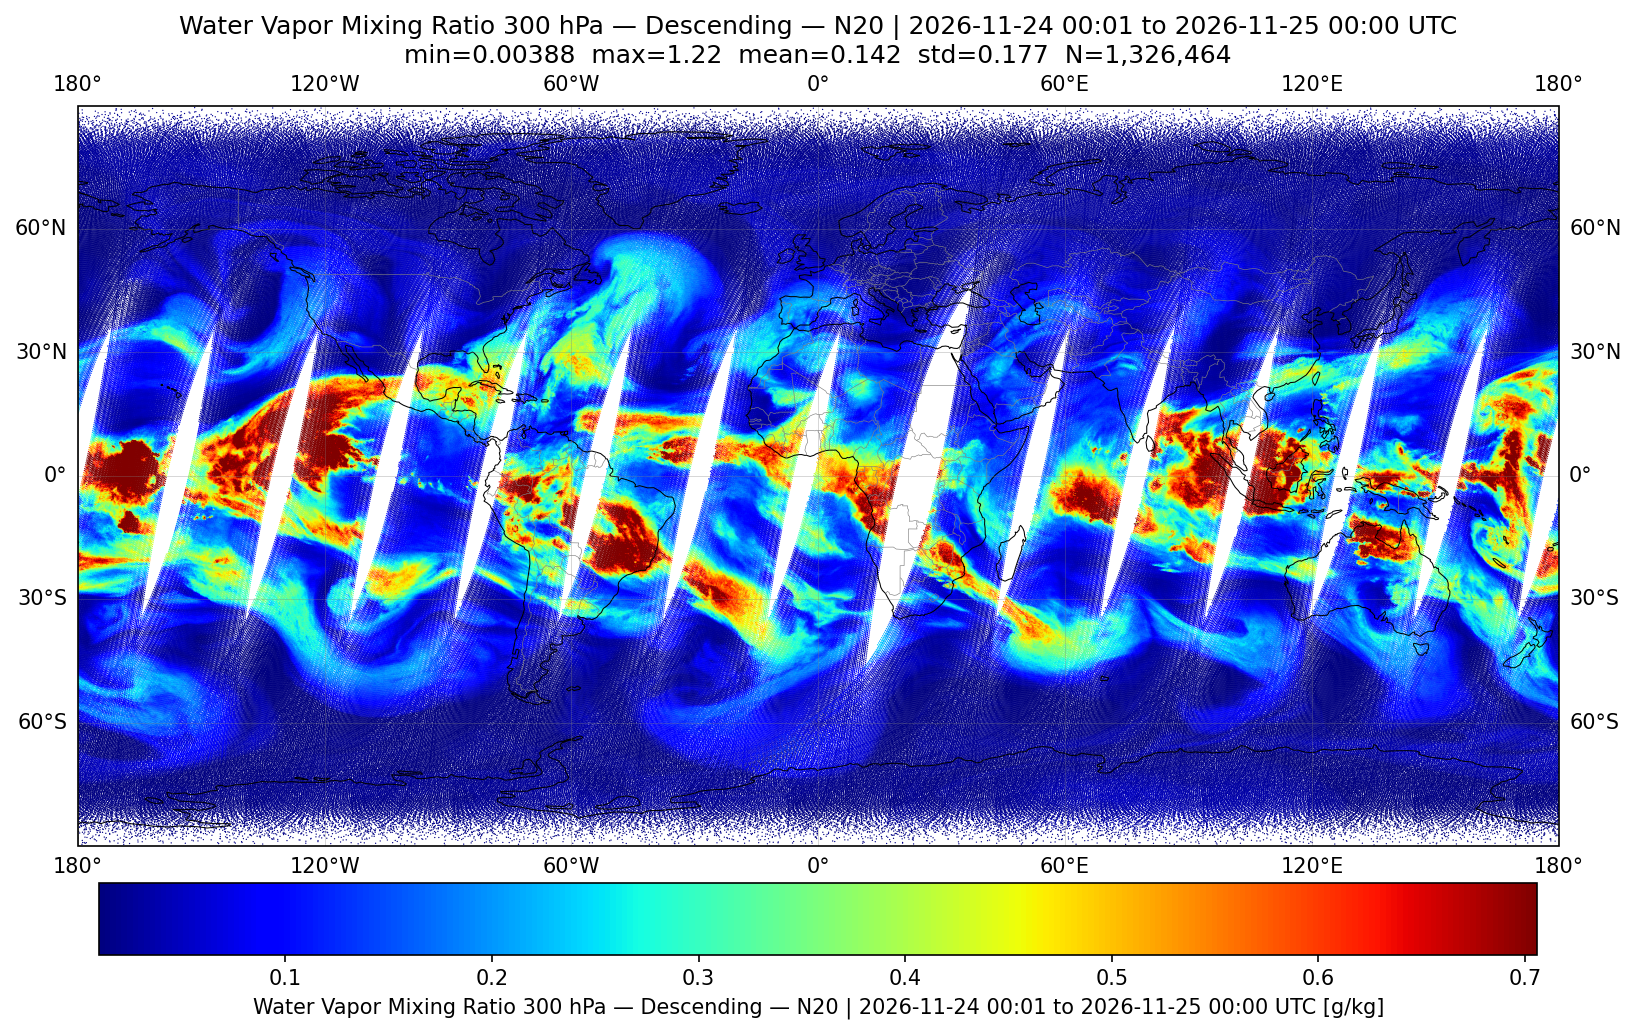 Water Vapor Mixing Ratio 300 hPa — Descending — N20 | 2026-11-24 00:01 to 2026-11-25 00:00 UTC
min=0.00388  max=1.22  mean=0.142  std=0.177  N=1,326,464
180° 120°W 60°W 0° 60°E 120°E 180°
60°N 60°N
30°N 30°N
0° 0°
30°S 30°S
60°S 60°S
180° 120°W 60°W 0° 60°E 120°E 180°
0.1 0.2 0.3 0.4 0.5 0.6 0.7
Water Vapor Mixing Ratio 300 hPa — Descending — N20 | 2026-11-24 00:01 to 2026-11-25 00:00 UTC [g/kg]